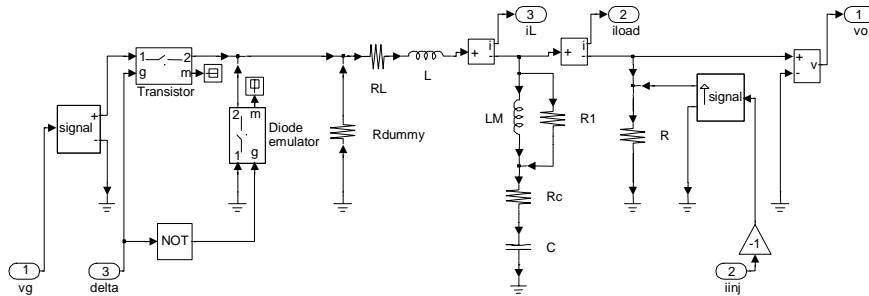 3
iL
2
iload
1
vo
1
2
g
m
Transistor
signal
+
-
RL
L
+
i
-
+
i
-
+
-
v
2
m
1
g
Diode
emulator
Rdummy
LM
R1
R
signal
Rc
C
NOT
-1
1
vg
3
delta
2
iinj